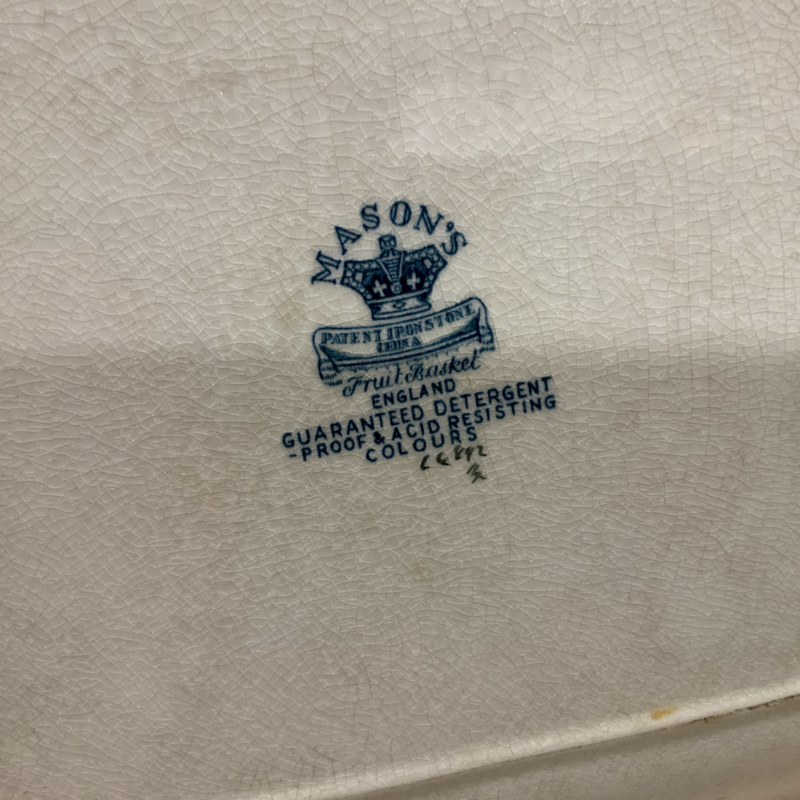 MASON'S
PATENT IRONSTONE
CHINA
Fruit Basket
ENGLAND
GUARANTEED DETERGENT
-PROOF & ACID RESISTING
COLOURS